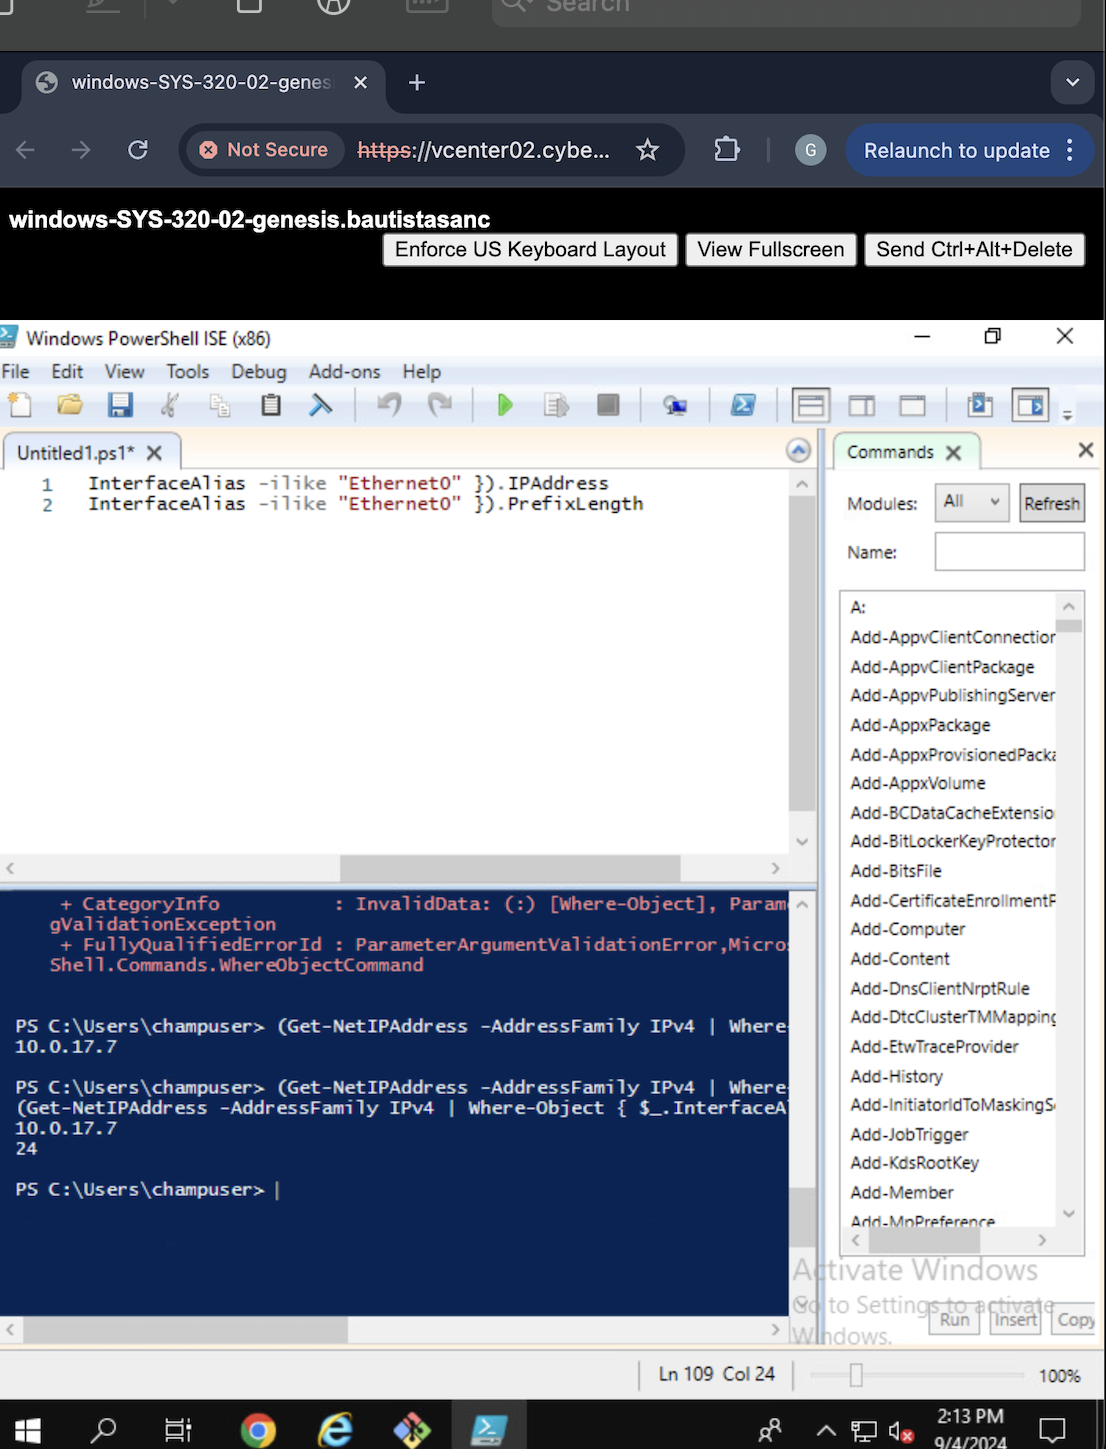 Search
windows-SYS-320-02-genes
Not Secure https://vcenter02.cybe... G Relaunch to update
windows-SYS-320-02-genesis.bautistasanc
Enforce US Keyboard Layout View Fullscreen Send Ctrl+Alt+Delete
Windows PowerShell ISE (x86)
File Edit View Tools Debug Add-ons Help
Untitled1.ps1*
1 InterfaceAlias -ilike "Ethernet0" }).IPAddress
2 InterfaceAlias -ilike "Ethernet0" }).PrefixLength
+ CategoryInfo : InvalidData: (:) [Where-Object], Param
gValidationException
+ FullyQualifiedErrorId : ParameterArgumentValidationError,Micros
Shell.Commands.WhereObjectCommand
PS C:\Users\champuser> (Get-NetIPAddress -AddressFamily IPv4 | Where-
10.0.17.7
PS C:\Users\champuser> (Get-NetIPAddress -AddressFamily IPv4 | Where-
(Get-NetIPAddress -AddressFamily IPv4 | Where-Object { $_.InterfaceA
10.0.17.7
24
PS C:\Users\champuser>
Commands
Modules: All Refresh
Name:
A:
Add-AppvClientConnection
Add-AppvClientPackage
Add-AppvPublishingServer
Add-AppxPackage
Add-AppxProvisionedPacka
Add-AppxVolume
Add-BCDataCacheExtensio
Add-BitLockerKeyProtector
Add-BitsFile
Add-CertificateEnrollmentP
Add-Computer
Add-Content
Add-DnsClientNrptRule
Add-DtcClusterTMMapping
Add-EtwTraceProvider
Add-History
Add-InitiatorIdToMaskingS
Add-JobTrigger
Add-KdsRootKey
Add-Member
Add-MpPreference
Activate Windows
Go to Settings to activate
Windows.
Run Insert Copy
Ln 109 Col 24 100%
2:13 PM
9/4/2024